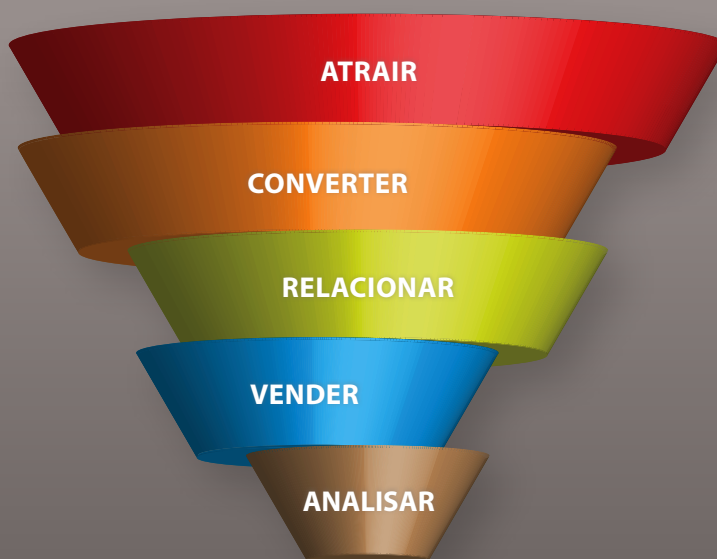 ATRAIR
CONVERTER
RELACIONAR
VENDER
ANALISAR